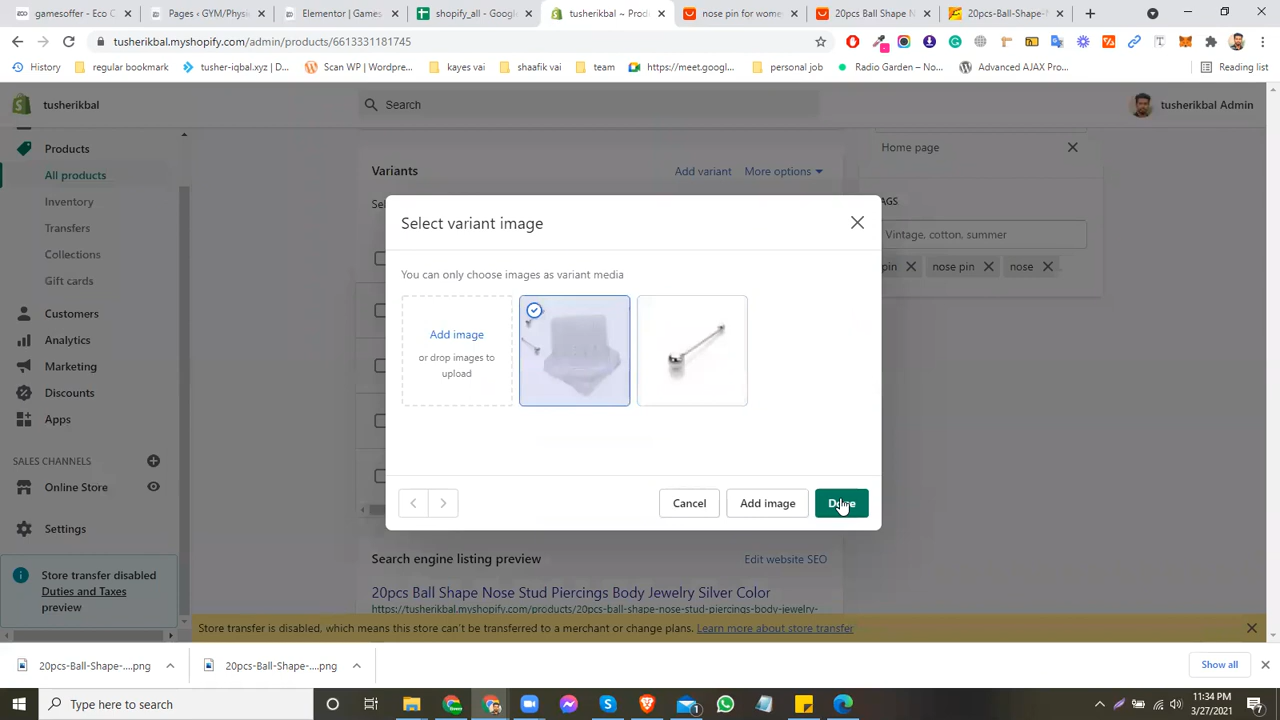 gamesoffer - Eco C
Pages ‹ GYM/Physi
Elementor | Games
shopify_all - Googl
tusherikbal ~ Produ
nose pin for wome
20pcs Ball Shape N
20pcs-Ball-Shape-N
tusherikbal.myshopify.com/admin/products/6613331181745
History
regular bookmark
tusher-iqbal.xyz | D...
Scan WP | Wordpre...
kayes vai
shaafik vai
team
https://meet.googl...
personal job
Radio Garden – No...
Advanced AJAX Pro...
Reading list
tusherikbal
Search
tusherikbal Admin
Products
All products
Inventory
Transfers
Collections
Gift cards
Customers
Analytics
Marketing
Discounts
Apps
SALES CHANNELS
Online Store
Settings
Store transfer disabled
Duties and Taxes
preview
Variants
Add variant
More options
Home page
AGS
Vintage, cotton, summer
pin
nose pin
nose
Select variant image
You can only choose images as variant media
Add image
or drop images to
upload
Cancel
Add image
Done
Search engine listing preview
Edit website SEO
20pcs Ball Shape Nose Stud Piercings Body Jewelry Silver Color
https://tusherikbal.myshopify.com/products/20pcs-ball-shape-nose-stud-piercings-body-jewelry-
Store transfer is disabled, which means this store can't be transferred to a merchant or change plans. Learn more about store transfer
20pcs-Ball-Shape-....png
20pcs-Ball-Shape-....png
Show all
Type here to search
11:34 PM
3/27/2021